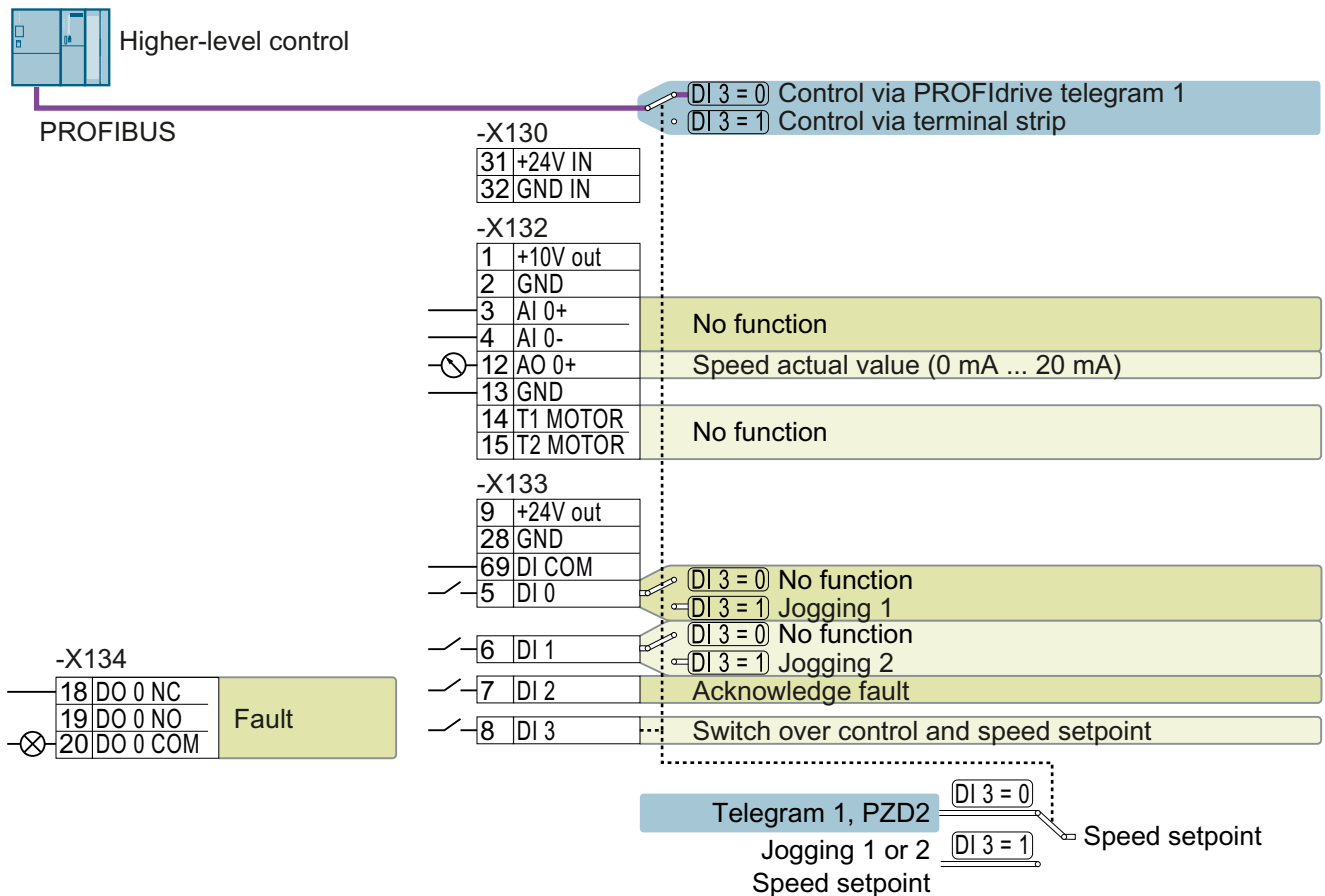 Higher-level control
DI 3 = 0 Control via PROFIdrive telegram 1
DI 3 = 1 Control via terminal strip
PROFIBUS
-X130
31 +24V IN
32 GND IN
-X132
1 +10V out
2 GND
3 AI 0+
4 AI 0-
No function
12 AO 0+ Speed actual value (0 mA ... 20 mA)
13 GND
14 T1 MOTOR
15 T2 MOTOR
No function
-X133
9 +24V out
28 GND
69 DI COM
5 DI 0
DI 3 = 0 No function
DI 3 = 1 Jogging 1
6 DI 1
DI 3 = 0 No function
DI 3 = 1 Jogging 2
7 DI 2 Acknowledge fault
8 DI 3 Switch over control and speed setpoint
-X134
18 DO 0 NC
19 DO 0 NO
20 DO 0 COM
Fault
Telegram 1, PZD2 DI 3 = 0
Speed setpoint
Jogging 1 or 2 DI 3 = 1
Speed setpoint